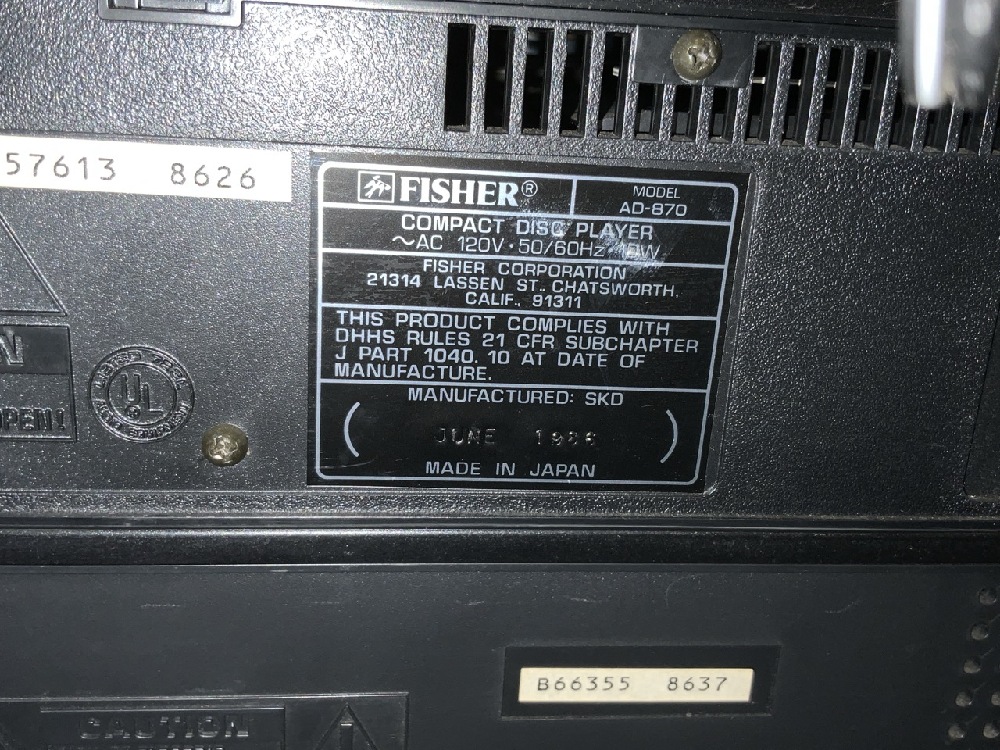 57613 8626
FISHER®
MODEL
AD-870
COMPACT DISC PLAYER
~AC 120V·50/60Hz·
FISHER CORPORATION
21314 LASSEN ST., CHATSWORTH,
CALIF., 91311
THIS PRODUCT COMPLIES WITH
DHHS RULES 21 CFR SUBCHAPTER
J PART 1040. 10 AT DATE OF
MANUFACTURE.
MANUFACTURED: SKD
( JUNE 1986 )
MADE IN JAPAN
N
OPEN!
UL
B66355 8637
CAUTION